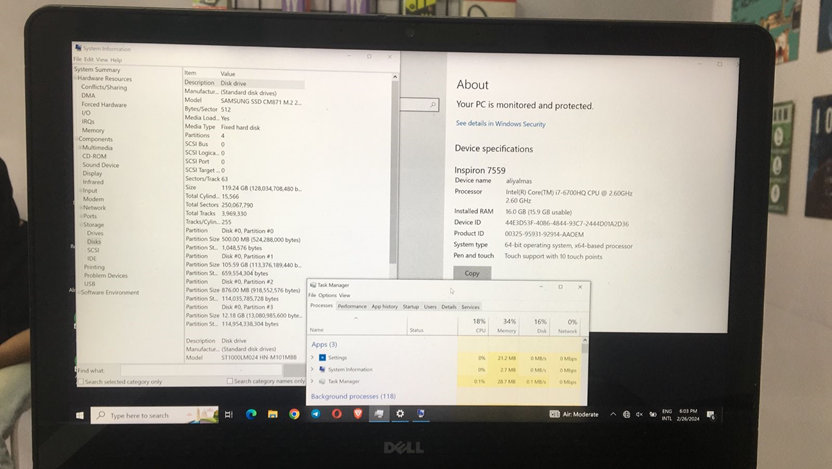 System Information
File Edit View Help
System Summary
Hardware Resources
Conflicts/Sharing
DMA
Forced Hardware
I/O
IRQs
Memory
Components
Multimedia
CD-ROM
Sound Device
Display
Infrared
Input
Modem
Network
Ports
Storage
Drives
Disks
SCSI
IDE
Printing
Problem Devices
USB
Software Environment
Item Value
Description Disk drive
Manufactur... (Standard disk drives)
Model SAMSUNG SSD CM871 M.2 2...
Bytes/Sector 512
Media Load... Yes
Media Type Fixed hard disk
Partitions 4
SCSI Bus 0
SCSI Logica... 0
SCSI Port 0
SCSI Target ... 0
Sectors/Track 63
Size 119.24 GB (128,034,708,480 b...
Total Cylind... 15,566
Total Sectors 250,067,790
Total Tracks 3,969,330
Tracks/Cylin... 255
Partition Disk #0, Partition #0
Partition Size 500.00 MB (524,288,000 bytes)
Partition St... 1,048,576 bytes
Partition Disk #0, Partition #1
Partition Size 105.59 GB (113,376,189,440 b...
Partition St... 659,554,304 bytes
Partition Disk #0, Partition #2
Partition Size 876.00 MB (918,552,576 bytes)
Partition St... 114,035,785,728 bytes
Partition Disk #0, Partition #3
Partition Size 12.18 GB (13,080,985,600 byte...
Partition St... 114,954,338,304 bytes
Description Disk drive
Manufactur... (Standard disk drives)
Model ST1000LM024 HN-M101MBB
Find what:
Search selected category only
Search category names only
About
Your PC is monitored and protected.
See details in Windows Security
Device specifications
Inspiron 7559
Device name aliyalmas
Processor Intel(R) Core(TM) i7-6700HQ CPU @ 2.60GHz
2.60 GHz
Installed RAM 16.0 GB (15.9 GB usable)
Device ID 44E3D53F-4086-4844-93C7-2444D01A2D36
Product ID 00325-95931-92914-AAOEM
System type 64-bit operating system, x64-based processor
Pen and touch Touch support with 10 touch points
Copy
Task Manager
File Options View
Processes Performance App history Startup Users Details Services
18% 34% 16% 0%
Name Status CPU Memory Disk Network
Apps (3)
Settings 0% 21.2 MB 0 MB/s 0 Mbps
System Information 0% 2.7 MB 0 MB/s 0 Mbps
Task Manager 0.1% 28.7 MB 0.1 MB/s 0 Mbps
Background processes (118)
Type here to search
Air: Moderate
ENG
INTL
6:03 PM
2/26/2024
DELL